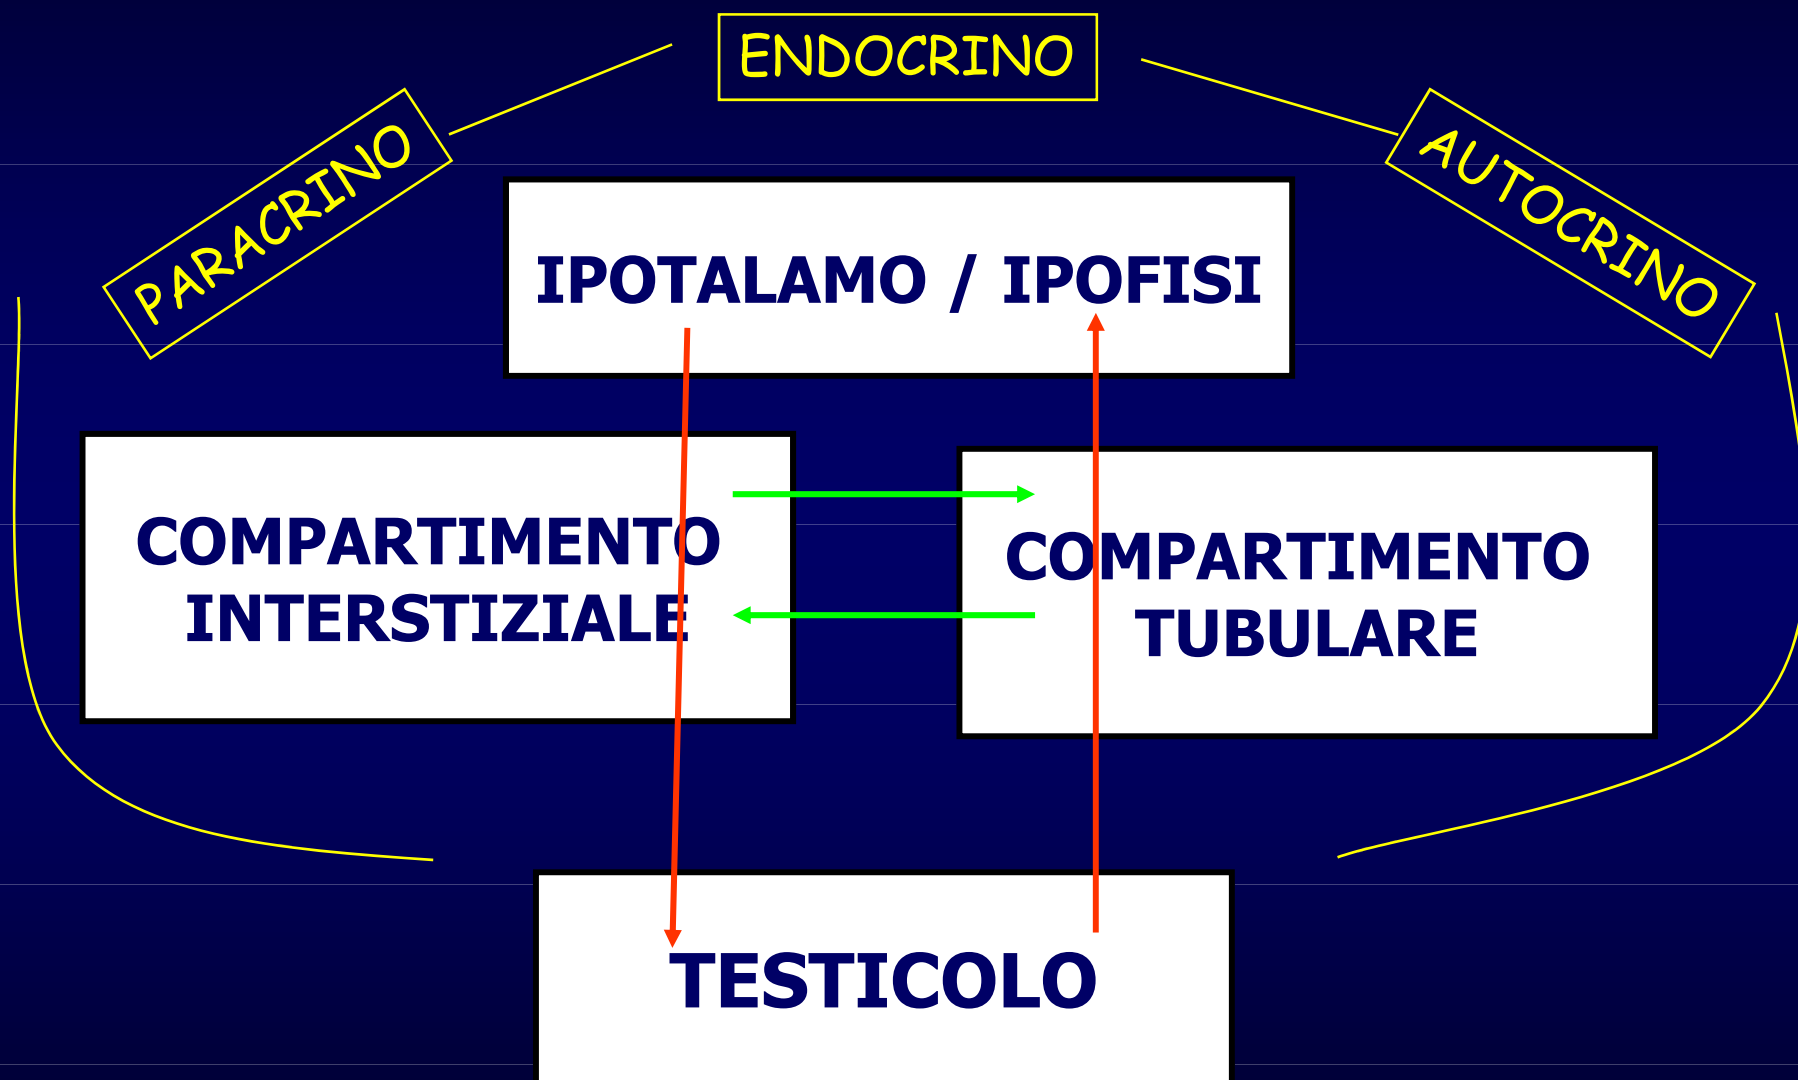 ENDOCRINO
PARACRINO
AUTOCRINO
IPOTALAMO / IPOFISI
COMPARTIMENTO
INTERSTIZIALE
COMPARTIMENTO
TUBULARE
TESTICOLO